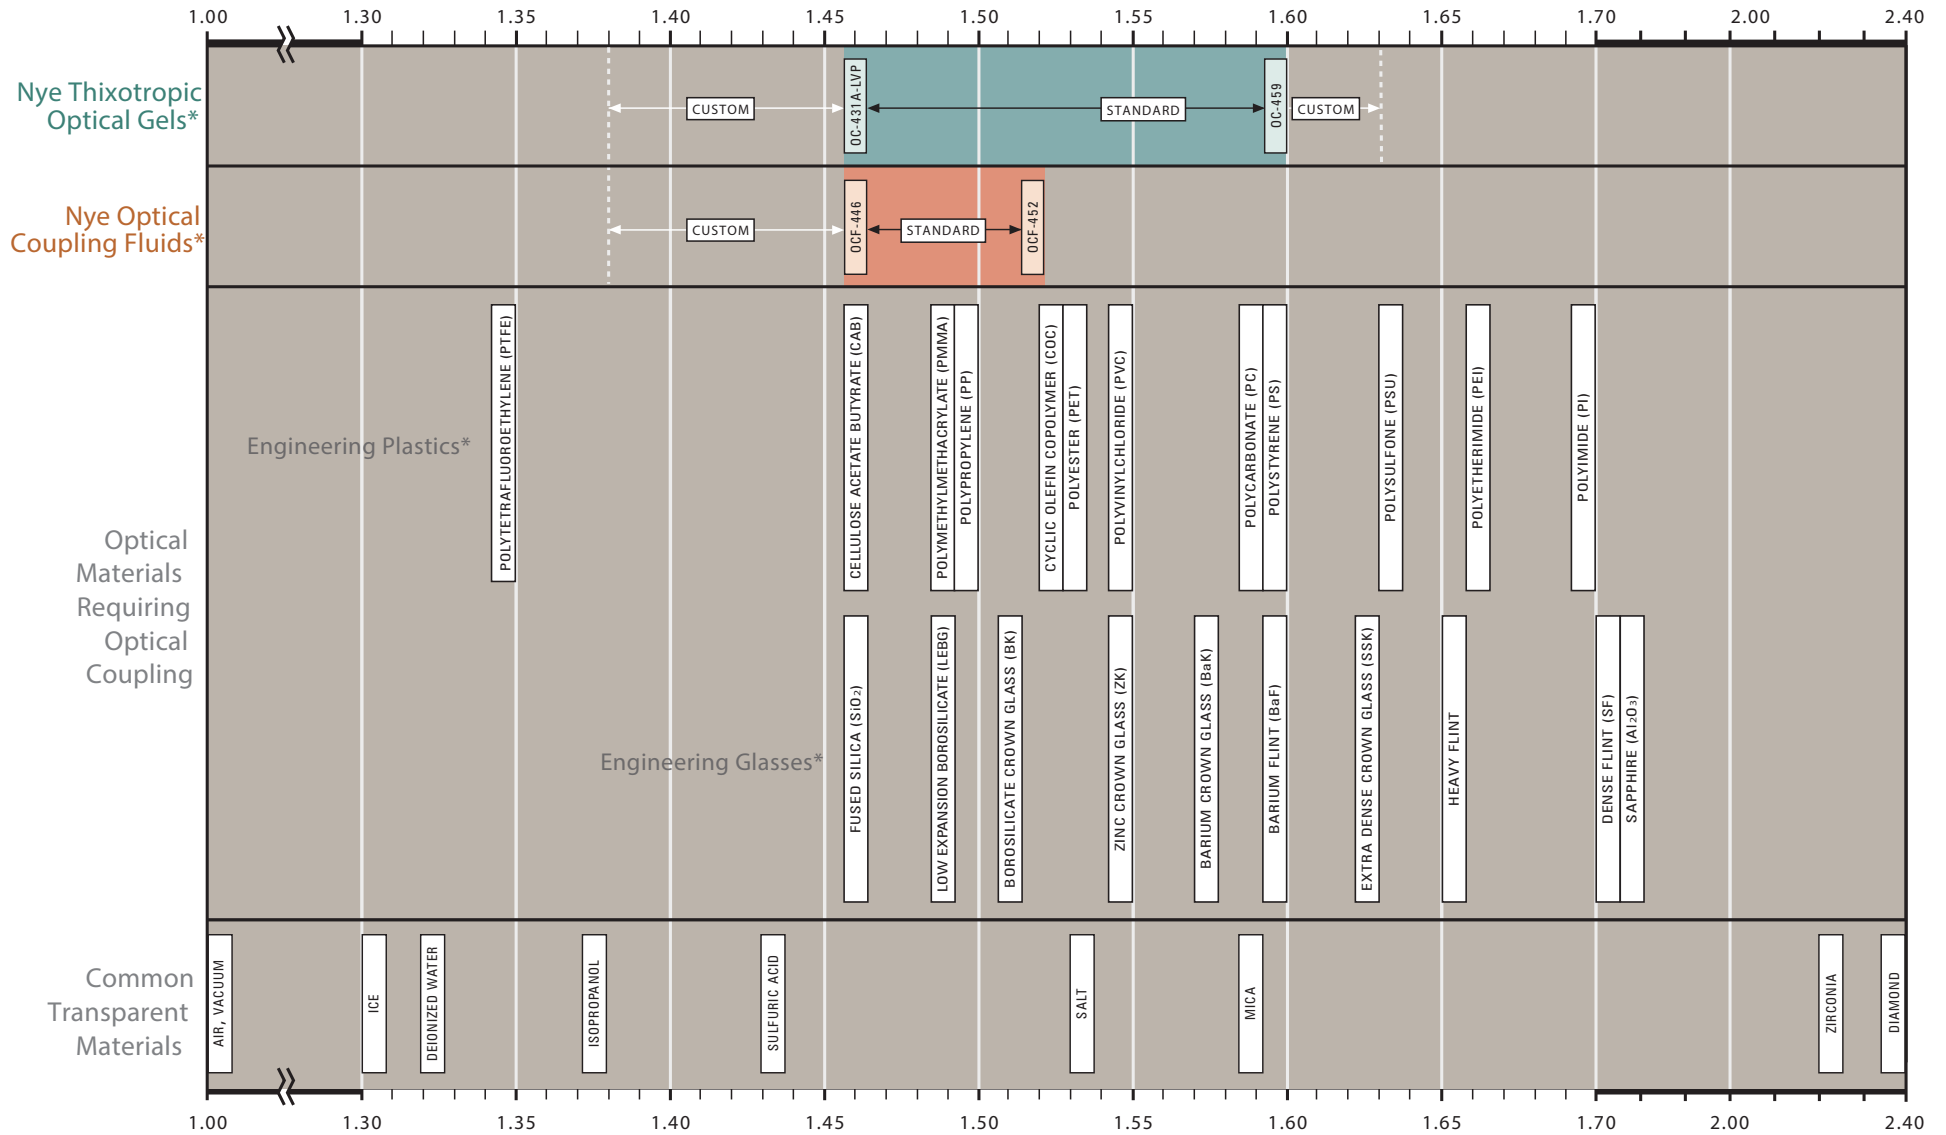 1.00 1.30 1.35 1.40 1.45 1.50 1.55 1.60 1.65 1.70 2.00 2.40
Nye Thixotropic
Optical Gels*
CUSTOM
OC-431A-LVP
STANDARD
OC-459
CUSTOM
Nye Optical
Coupling Fluids*
CUSTOM
OCF-446
STANDARD
OCF-452
Optical
Materials
Requiring
Optical
Coupling
Engineering Plastics*
POLYTETRAFLUOROETHYLENE (PTFE)
CELLULOSE ACETATE BUTYRATE (CAB)
POLYMETHYLMETHACRYLATE (PMMA)
POLYPROPYLENE (PP)
CYCLIC OLEFIN COPOLYMER (COC)
POLYESTER (PET)
POLYVINYLCHLORIDE (PVC)
POLYCARBONATE (PC)
POLYSTYRENE (PS)
POLYSULFONE (PSU)
POLYETHERIMIDE (PEI)
POLYIMIDE (PI)
Engineering Glasses*
FUSED SILICA (SiO₂)
LOW EXPANSION BOROSILICATE (LEBG)
BOROSILICATE CROWN GLASS (BK)
ZINC CROWN GLASS (ZK)
BARIUM CROWN GLASS (BaK)
BARIUM FLINT (BaF)
EXTRA DENSE CROWN GLASS (SSK)
HEAVY FLINT
DENSE FLINT (SF)
SAPPHIRE (Al₂O₃)
Common
Transparent
Materials
AIR, VACUUM
ICE
DEIONIZED WATER
ISOPROPANOL
SULFURIC ACID
SALT
MICA
ZIRCONIA
DIAMOND
1.00 1.30 1.35 1.40 1.45 1.50 1.55 1.60 1.65 1.70 2.00 2.40